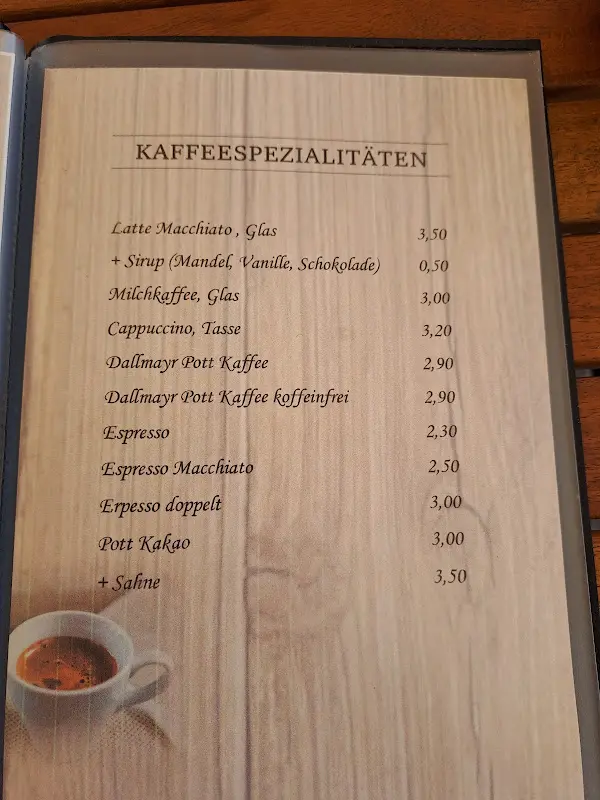 KAFFEESPEZIALITÄTEN
Latte Macchiato , Glas 3,50
+ Sirup (Mandel, Vanille, Schokolade) 0,50
Milchkaffee, Glas 3,00
Cappuccino, Tasse 3,20
Dallmayr Pott Kaffee 2,90
Dallmayr Pott Kaffee koffeinfrei 2,90
Espresso 2,30
Espresso Macchiato 2,50
Erpesso doppelt 3,00
Pott Kakao 3,00
+ Sahne 3,50